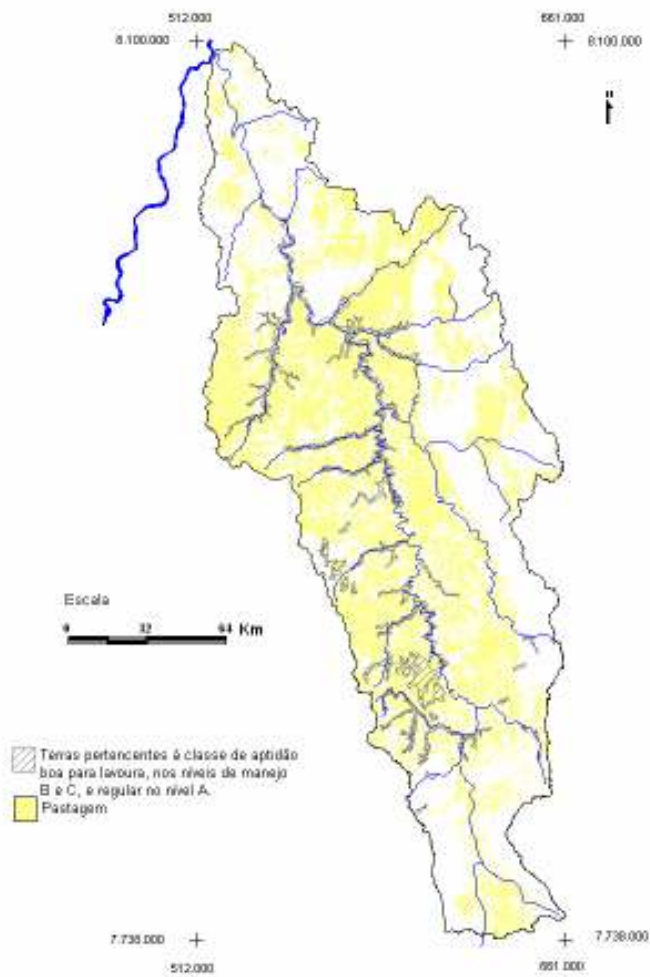 512.000
661.000
8.100.000
8.100.000
n
Escala
0 32 64 Km
Terras pertencentes à classe de aptidão
boa para lavoura, nos níveis de manejo
B e C, e regular no nível A.
Pastagem
7.738.000
7.738.000
512.000
661.000